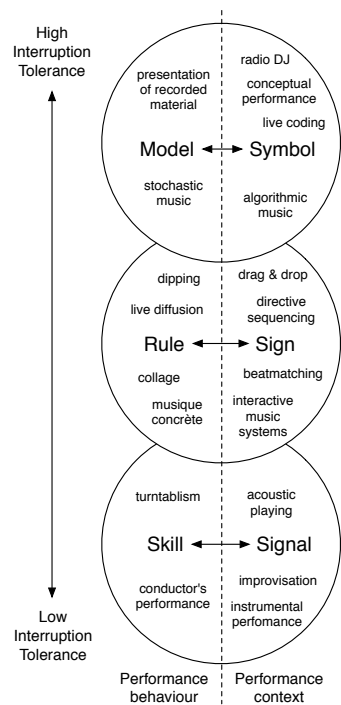 High
Interruption
Tolerance
radio DJ
presentation
of recorded
material
conceptual
performance
live coding
Model
Symbol
stochastic
music
algorithmic
music
dipping
drag & drop
live diffusion
directive
sequencing
Rule
Sign
collage
beatmatching
musique
concrète
interactive
music
systems
turntablism
acoustic
playing
Skill
Signal
conductor's
performance
improvisation
instrumental
perfomance
Low
Interruption
Tolerance
Performance
behaviour
Performance
context